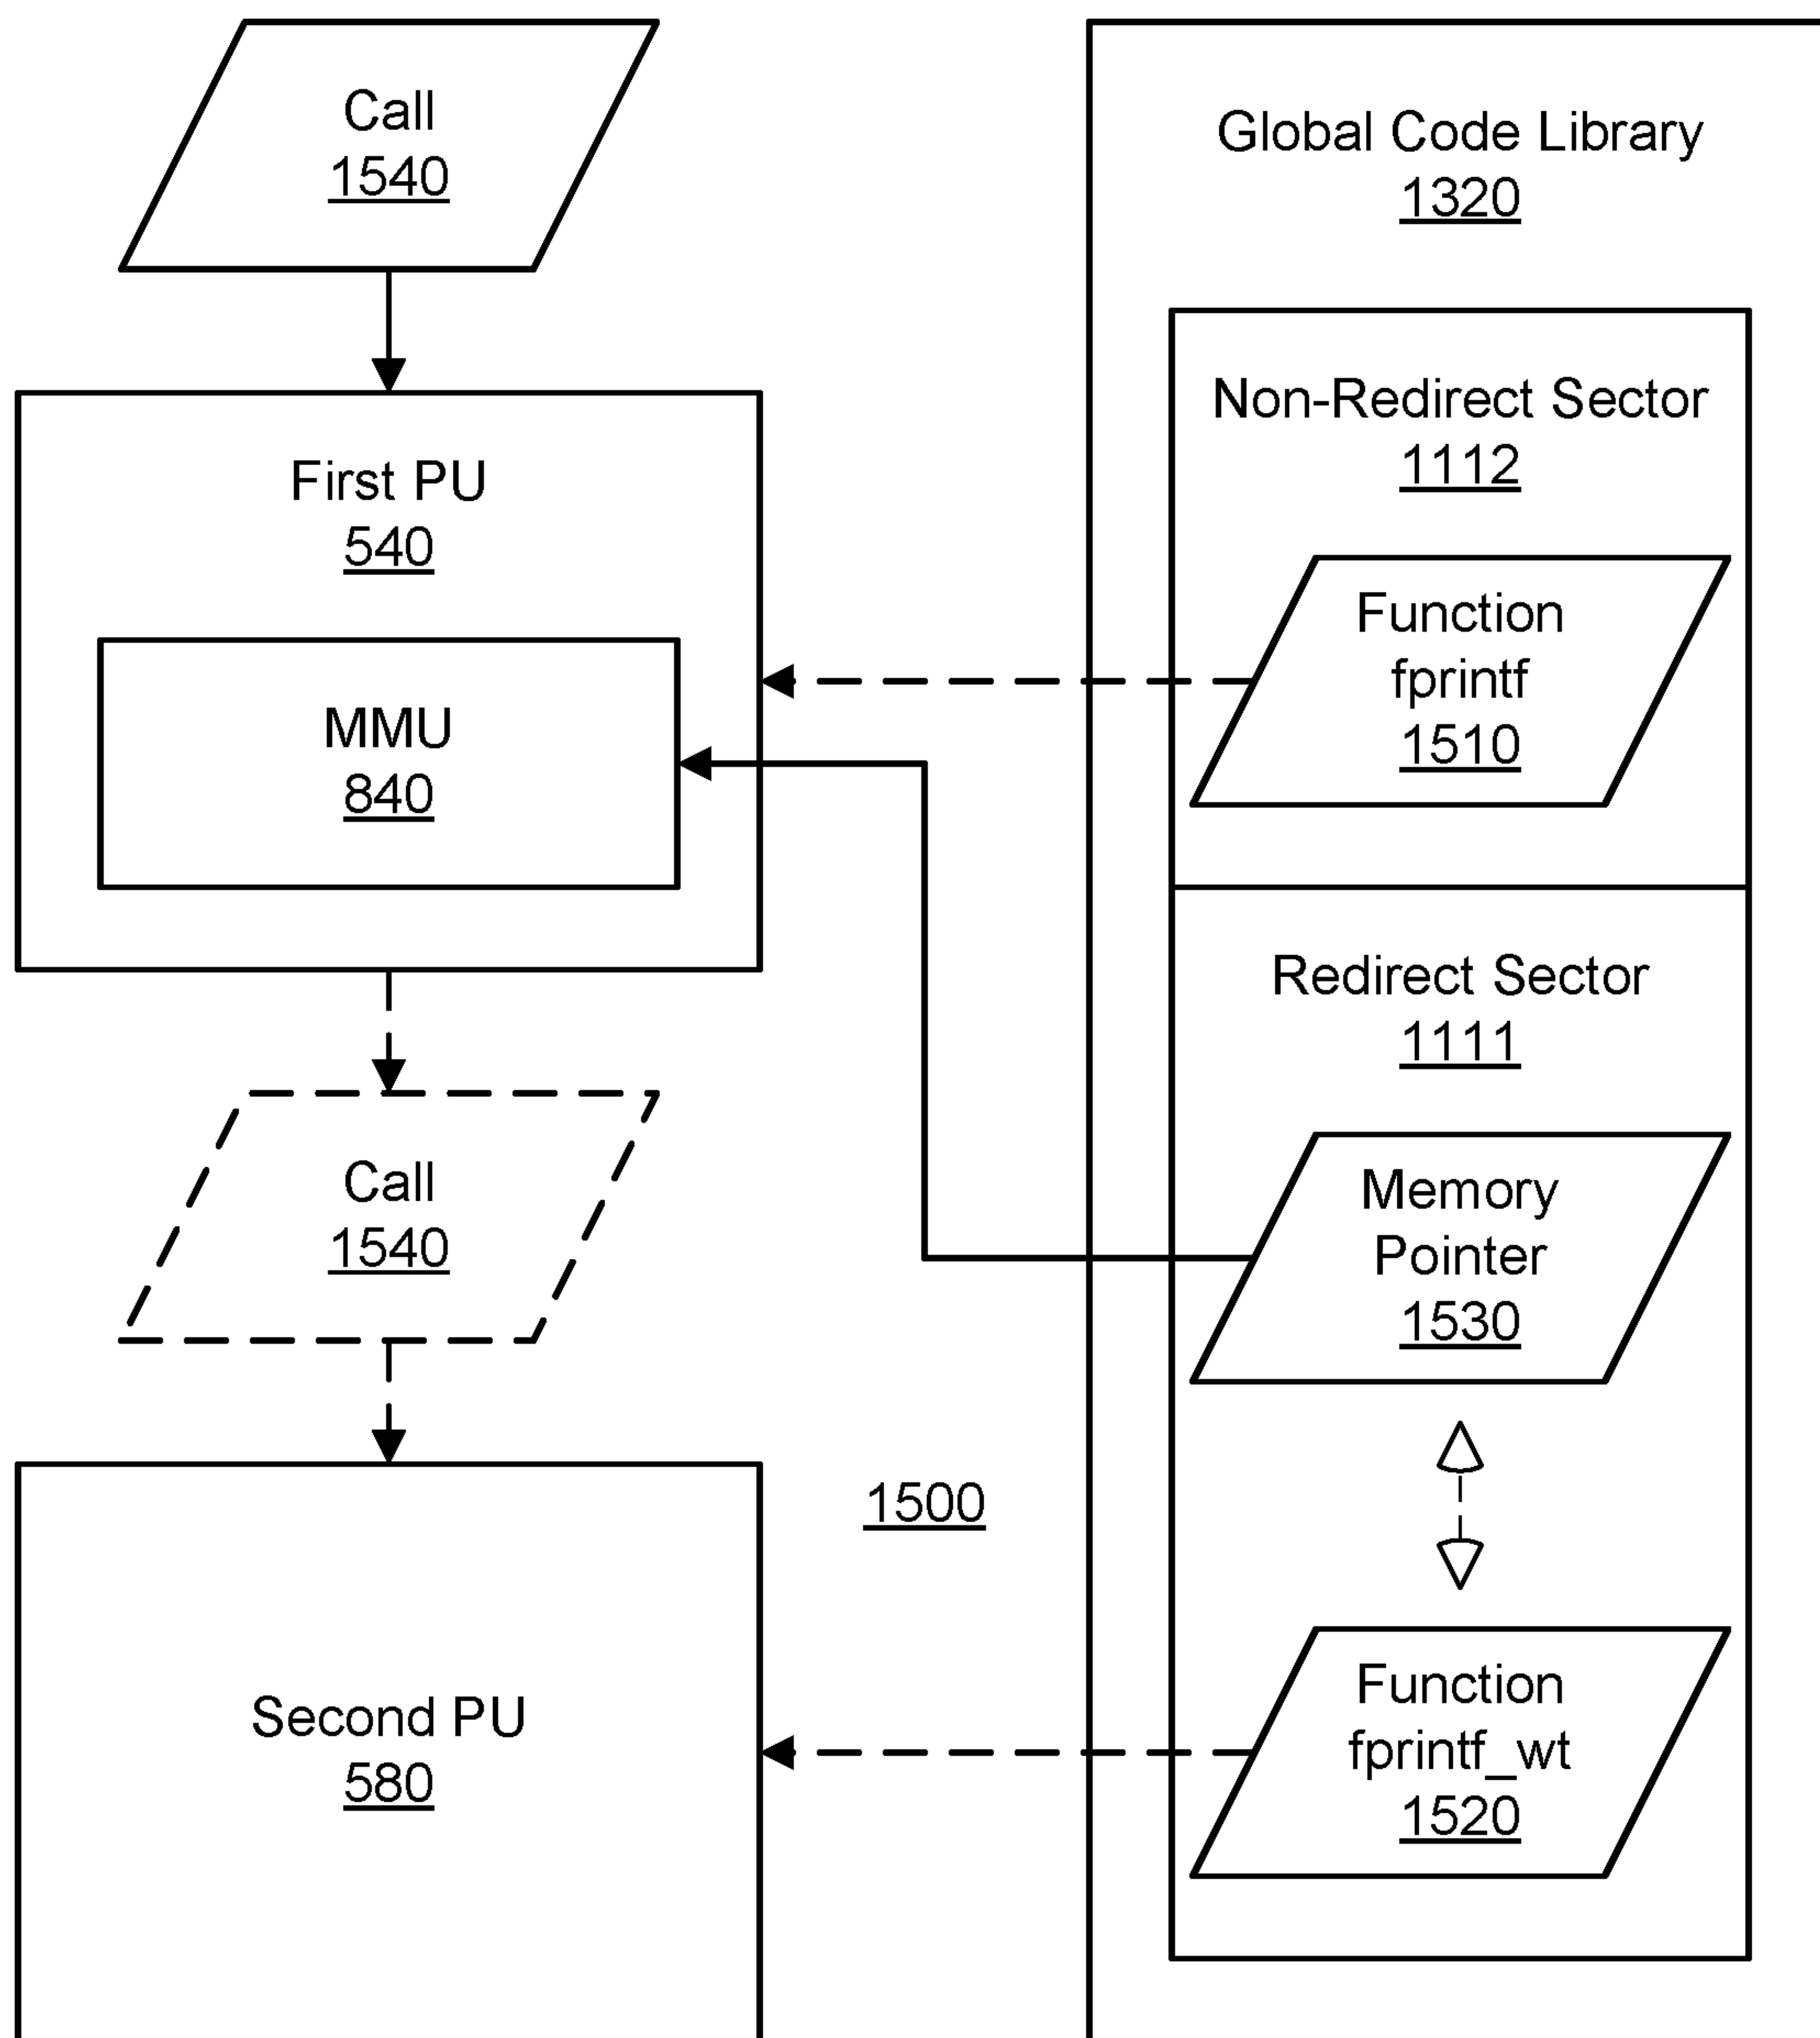 Call
1540
First PU
540
MMU
840
Call
1540
Second PU
580
1500
Global Code Library
1320
Non-Redirect Sector
1112
Function
fprintf
1510
Redirect Sector
1111
Memory
Pointer
1530
Function
fprintf_wt
1520